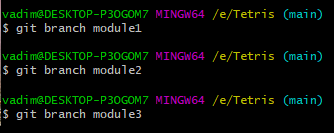 vadim@DESKTOP-P3OGOM7 MINGW64 /e/Tetris (main)
$ git branch module1
vadim@DESKTOP-P3OGOM7 MINGW64 /e/Tetris (main)
$ git branch module2
vadim@DESKTOP-P3OGOM7 MINGW64 /e/Tetris (main)
$ git branch module3